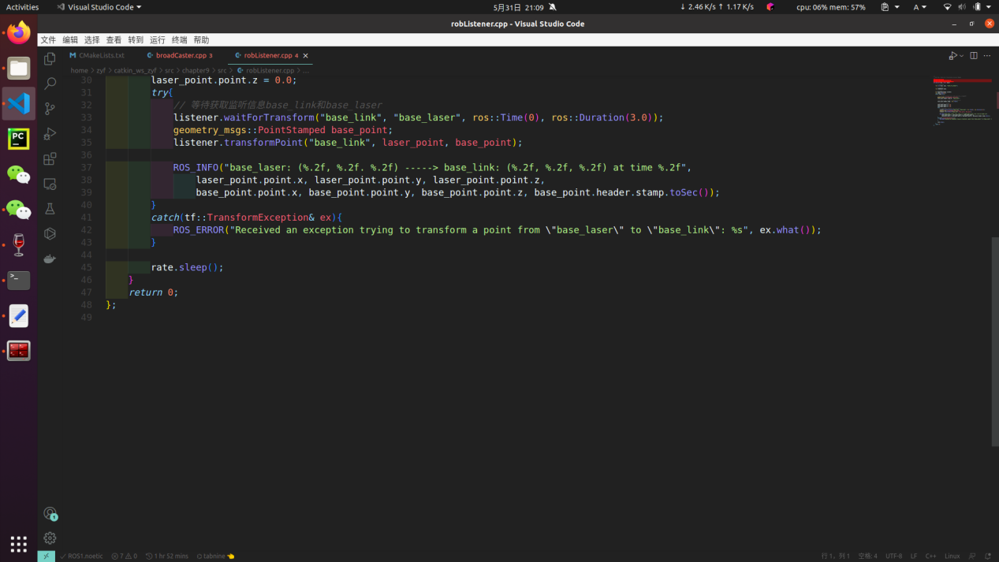 Activities Visual Studio Code 5月31日 21:09 ↓ 2.46 K/s ↑ 1.17 K/s cpu: 06% mem: 57% A
robListener.cpp - Visual Studio Code
文件 编辑 选择 查看 转到 运行 终端 帮助
CMakeLists.txt broadCaster.cpp 3 robListener.cpp 4
home > zyf > catkin_ws_zyf > src > chapter9 > src > robListener.cpp > ...
30 laser_point.point.z = 0.0;
31 try{
32 // 等待获取监听信息base_link和base_laser
33 listener.waitForTransform("base_link", "base_laser", ros::Time(0), ros::Duration(3.0));
34 geometry_msgs::PointStamped base_point;
35 listener.transformPoint("base_link", laser_point, base_point);
36
37 ROS_INFO("base_laser: (%.2f, %.2f. %.2f) -----> base_link: (%.2f, %.2f, %.2f) at time %.2f",
38 laser_point.point.x, laser_point.point.y, laser_point.point.z,
39 base_point.point.x, base_point.point.y, base_point.point.z, base_point.header.stamp.toSec());
40 }
41 catch(tf::TransformException& ex){
42 ROS_ERROR("Received an exception trying to transform a point from \"base_laser\" to \"base_link\": %s", ex.what());
43 }
44
45 rate.sleep();
46 }
47 return 0;
48 };
49
PC
ROS1.noetic 7 0 1 hr 52 mins tabnine 行 1，列 1 空格: 4 UTF-8 LF C++ Linux